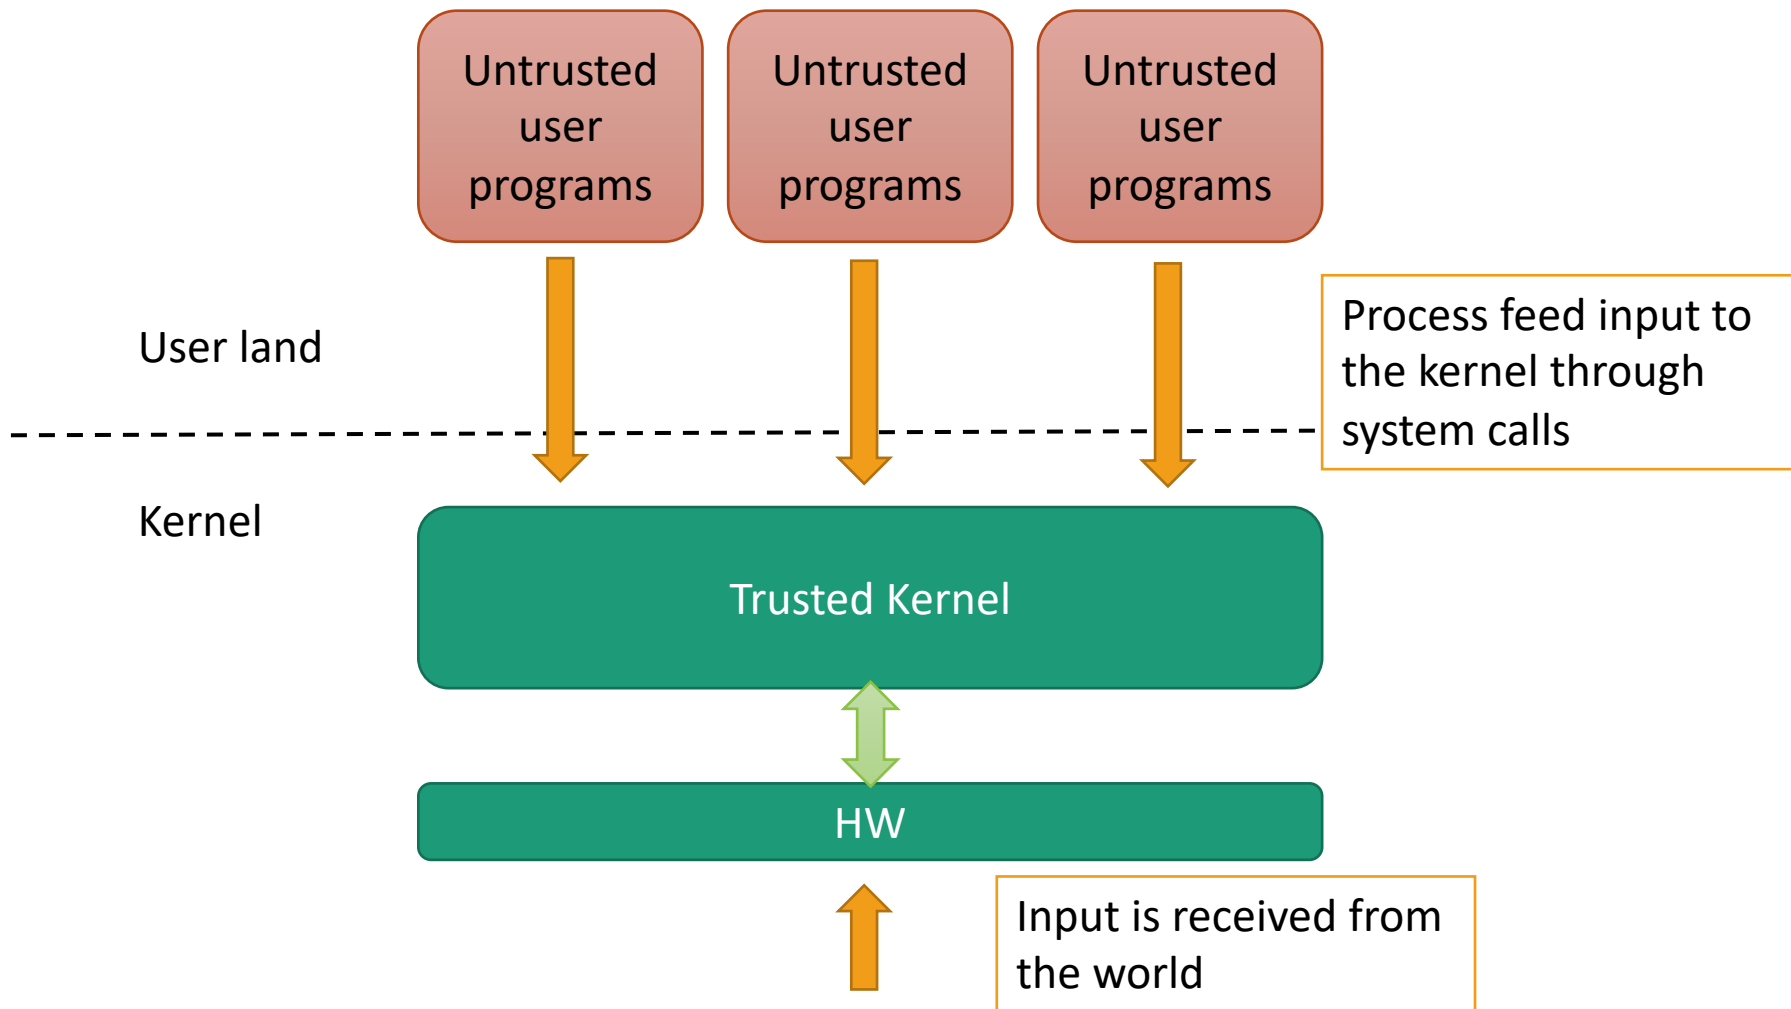 Untrusted
user
programs
Untrusted
user
programs
Untrusted
user
programs
User land
Process feed input to
the kernel through
system calls
Kernel
Trusted Kernel
HW
Input is received from
the world